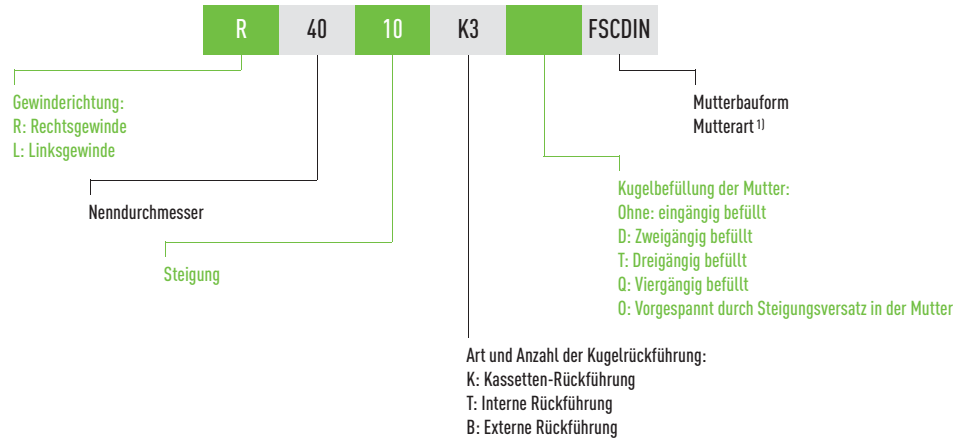 R 40 10 K3 FSCDIN
Gewinderichtung:
R: Rechtsgewinde
L: Linksgewinde
Nenndurchmesser
Steigung
Mutterbauform
Mutterart 1)
Kugelbefüllung der Mutter:
Ohne: eingängig befüllt
D: Zweigängig befüllt
T: Dreigängig befüllt
Q: Viergängig befüllt
O: Vorgespannt durch Steigungsversatz in der Mutter
Art und Anzahl der Kugelrückführung:
K: Kassetten-Rückführung
T: Interne Rückführung
B: Externe Rückführung